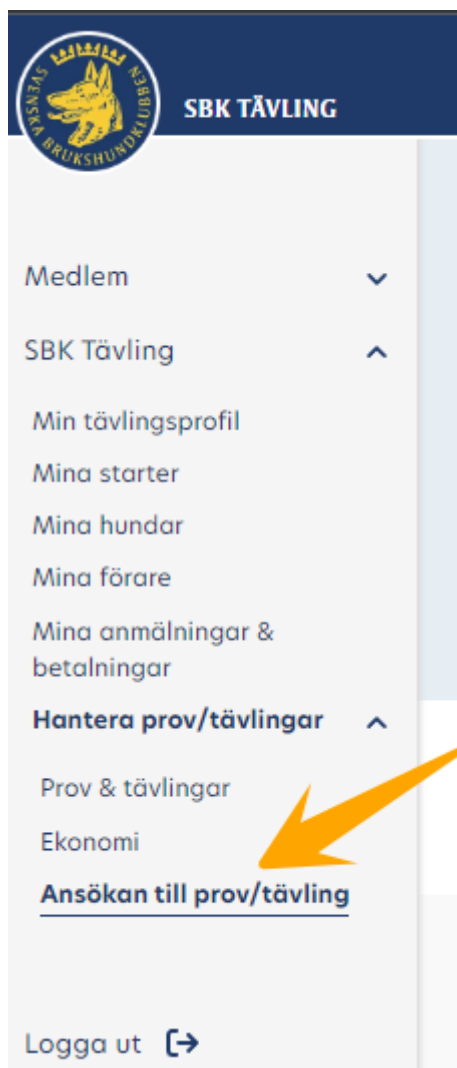 SVENSKA BRUKSHUNDKLUBBEN
SBK TÄVLING
Medlem
SBK Tävling
Min tävlingsprofil
Mina starter
Mina hundar
Mina förare
Mina anmälningar &
betalningar
Hantera prov/tävlingar
Prov & tävlingar
Ekonomi
Ansökan till prov/tävling
Logga ut